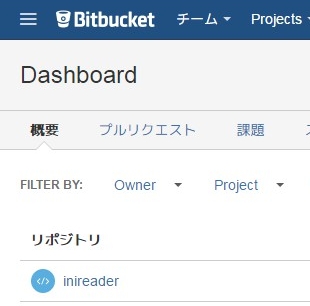 Bitbucket チーム Projects
Dashboard
概要 プルリクエスト 課題
FILTER BY: Owner Project
リポジトリ
inireader